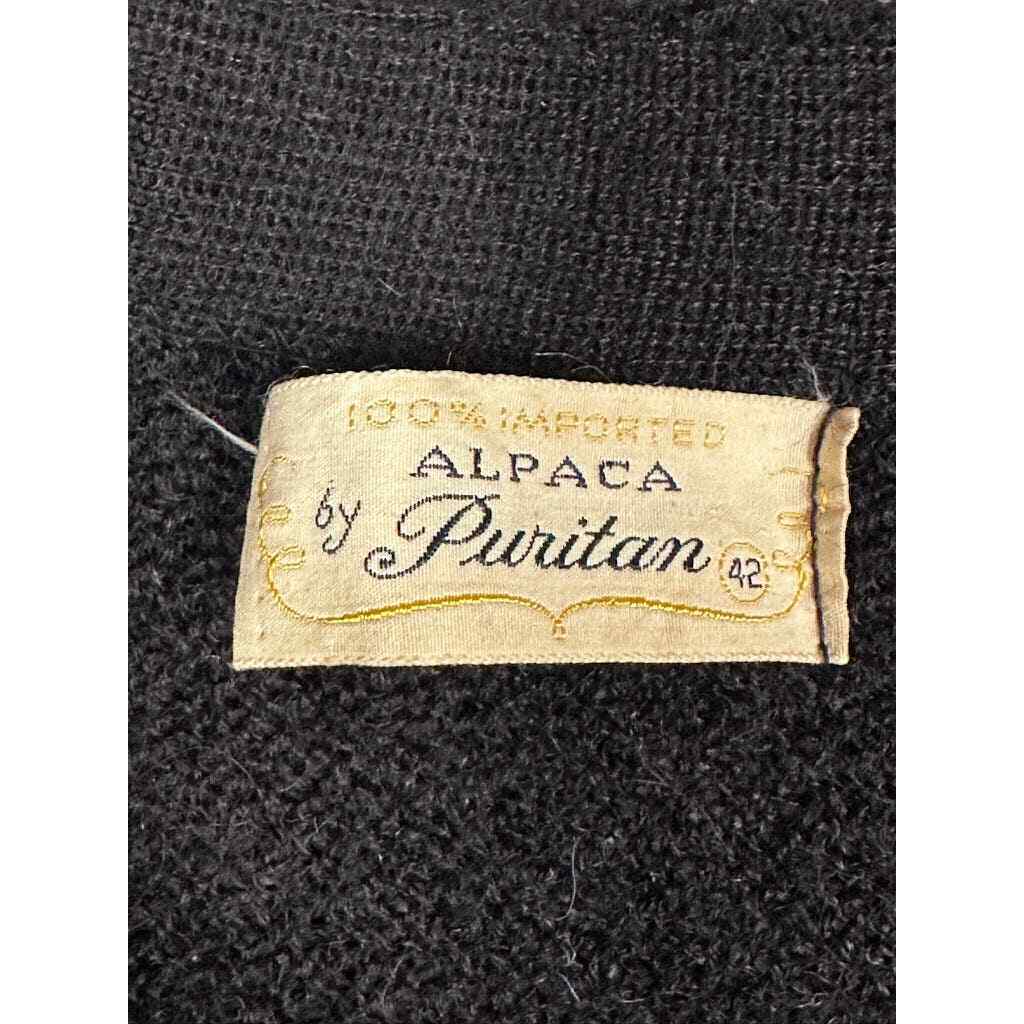 100% IMPORTED
ALPACA
by Puritan 42